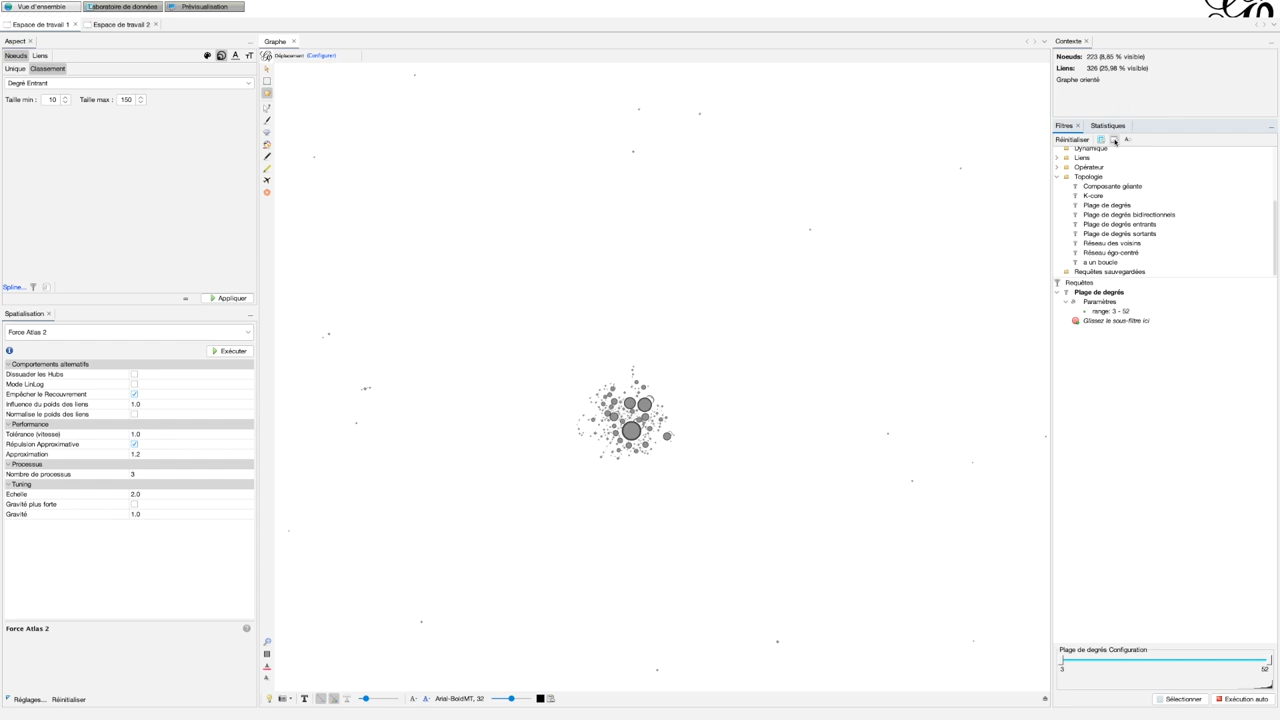 Vue d'ensemble
Laboratoire de données
Prévisualisation
Espace de travail 1 ×
Espace de travail 2 ×
Aspect ×
Noeuds Liens
Unique Classement
Degré Entrant
Taille min : 10 Taille max : 150
Spline...
Appliquer
Spatialisation ×
Force Atlas 2
Exécuter
Comportements alternatifs
Dissuader les Hubs
Mode LinLog
Empêcher le Recouvrement
Influence du poids des liens 1.0
Normalise le poids des liens
Performance
Tolérance (vitesse) 1.0
Répulsion Approximative
Approximation 1.2
Processus
Nombre de processus 3
Tuning
Echelle 2.0
Gravité plus forte
Gravité 1.0
Force Atlas 2
Réglages... Réinitialiser
Graphe ×
Déplacement (Configurer)
Arial-BoldMT, 32
Contexte ×
Noeuds: 223 (8,85 % visible)
Liens: 326 (25,98 % visible)
Graphe orienté
Filtres × Statistiques
Réinitialiser
Dynamique
Liens
Opérateur
Topologie
Composante géante
K-core
Plage de degrés
Plage de degrés bidirectionnels
Plage de degrés entrants
Plage de degrés sortants
Réseau des voisins
Réseau égo-centré
a un boucle
Requêtes sauvegardées
Requêtes
Plage de degrés
Paramètres
range: 3 - 52
Glissez le sous-filtre ici
Plage de degrés Configuration
3 52
Sélectionner Exécution auto